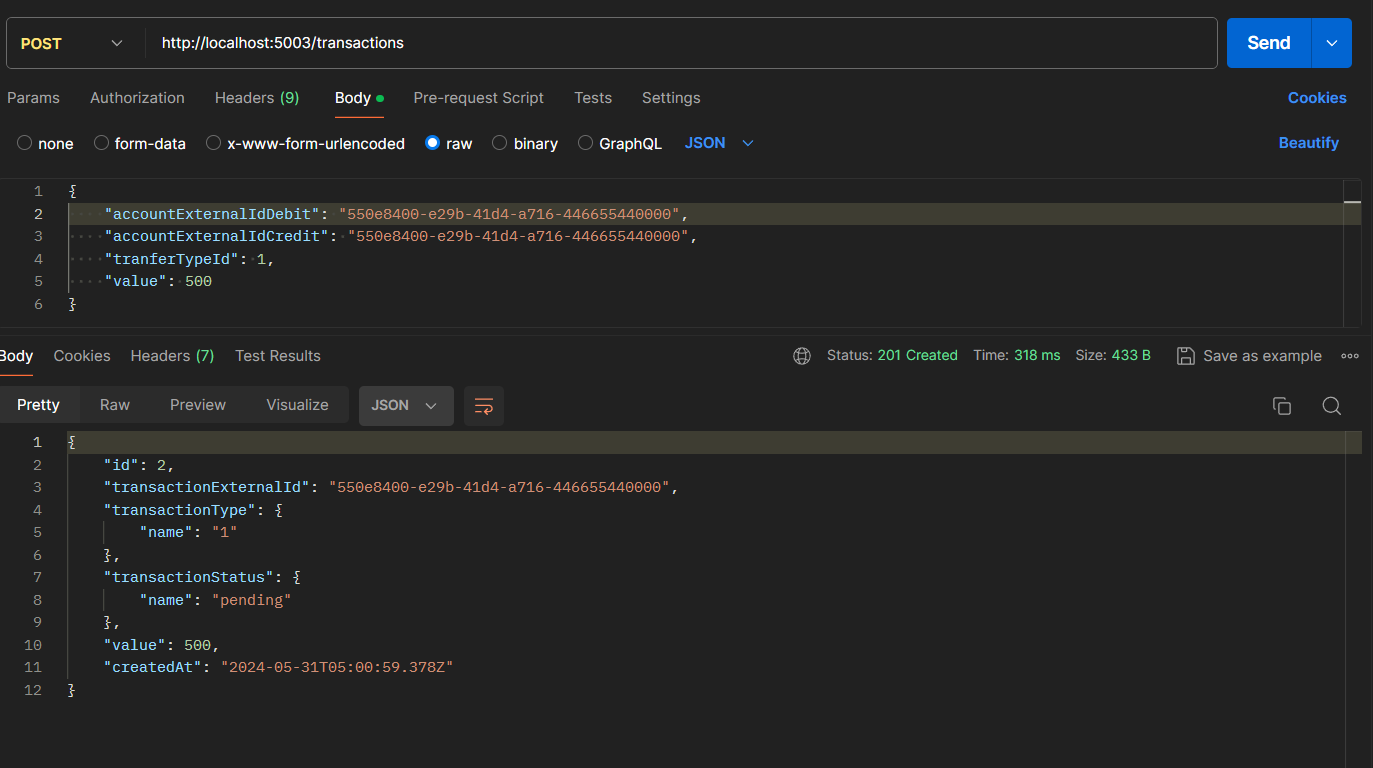 POST http://localhost:5003/transactions Send
Params Authorization Headers (9) Body Pre-request Script Tests Settings Cookies
none form-data x-www-form-urlencoded raw binary GraphQL JSON Beautify
1 {
2 "accountExternalIdDebit": "550e8400-e29b-41d4-a716-446655440000",
3 "accountExternalIdCredit": "550e8400-e29b-41d4-a716-446655440000",
4 "tranferTypeId": 1,
5 "value": 500
6 }
Body Cookies Headers (7) Test Results Status: 201 Created Time: 318 ms Size: 433 B Save as example
Pretty Raw Preview Visualize JSON
1 {
2 "id": 2,
3 "transactionExternalId": "550e8400-e29b-41d4-a716-446655440000",
4 "transactionType": {
5 "name": "1"
6 },
7 "transactionStatus": {
8 "name": "pending"
9 },
10 "value": 500,
11 "createdAt": "2024-05-31T05:00:59.378Z"
12 }